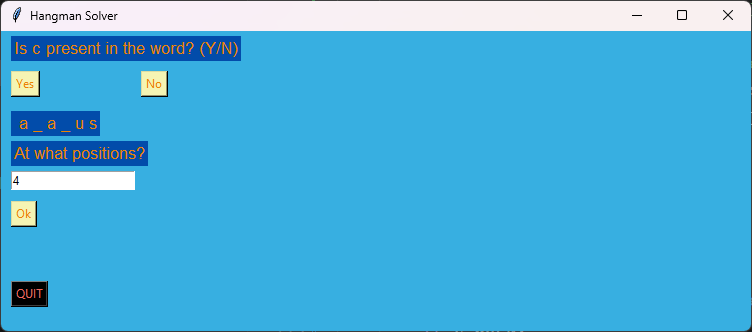 Hangman Solver
Is c present in the word? (Y/N)
Yes No
a _ a _ u s
At what positions?
4
Ok
QUIT